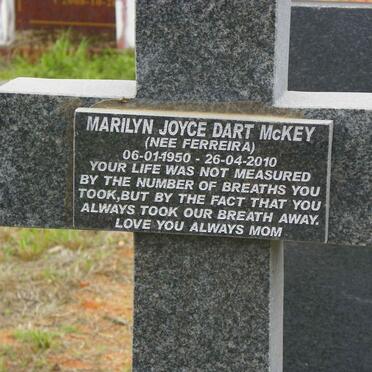 MARILYN JOYCE DART McKEY
(NEE FERREIRA)
06-01-1950 - 26-04-2010
YOUR LIFE WAS NOT MEASURED
BY THE NUMBER OF BREATHS YOU
TOOK,BUT BY THE FACT THAT YOU
ALWAYS TOOK OUR BREATH AWAY.
LOVE YOU ALWAYS MOM